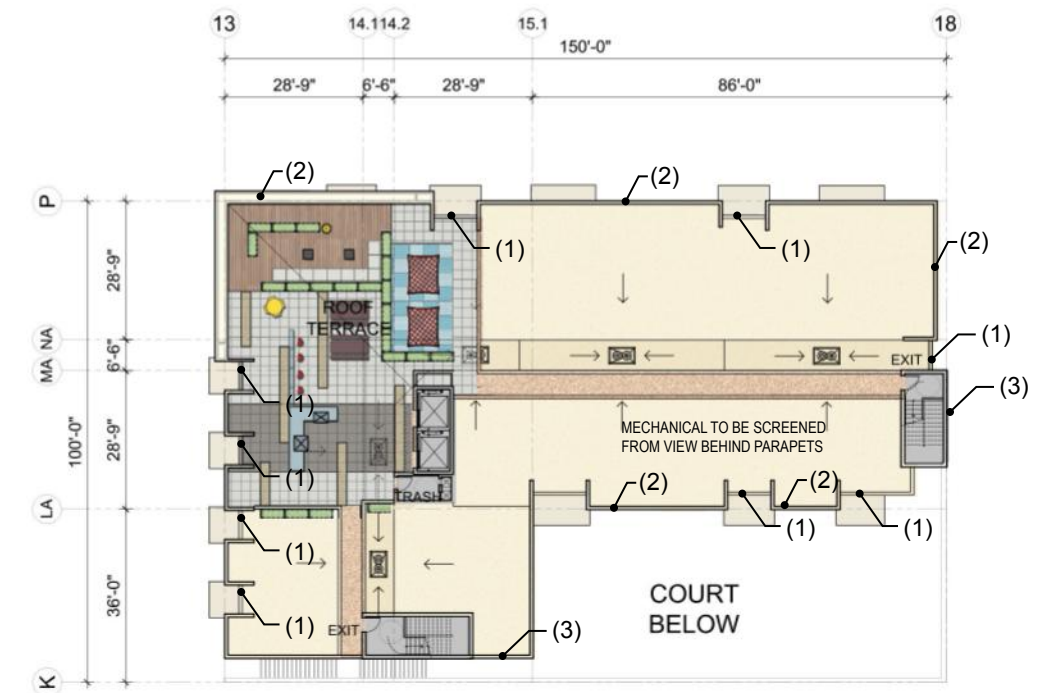 13
14.1
14.2
15.1
18
150'-0"
28'-9"
6'-6"
28'-9"
86'-0"
(2)
(2)
P
(1)
(1)
(2)
28'-9"
ROOF
TERRACE
NA
6'-6"
(1)
EXIT
MA
(3)
(1)
100'-0"
28'-9"
MECHANICAL TO BE SCREENED
FROM VIEW BEHIND PARAPETS
(1)
(2)
(2)
TRASH
LA
(1)
(1)
(1)
36'-0"
COURT
BELOW
(1)
EXIT
(3)
K